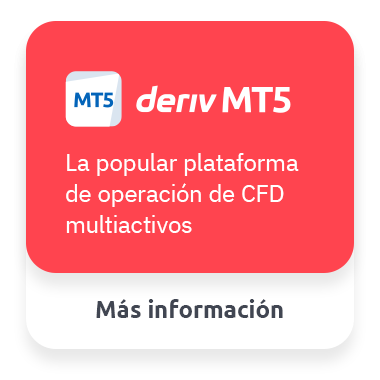 MT5 deriv MT5
La popular plataforma
de operación de CFD
multiactivos
Más información